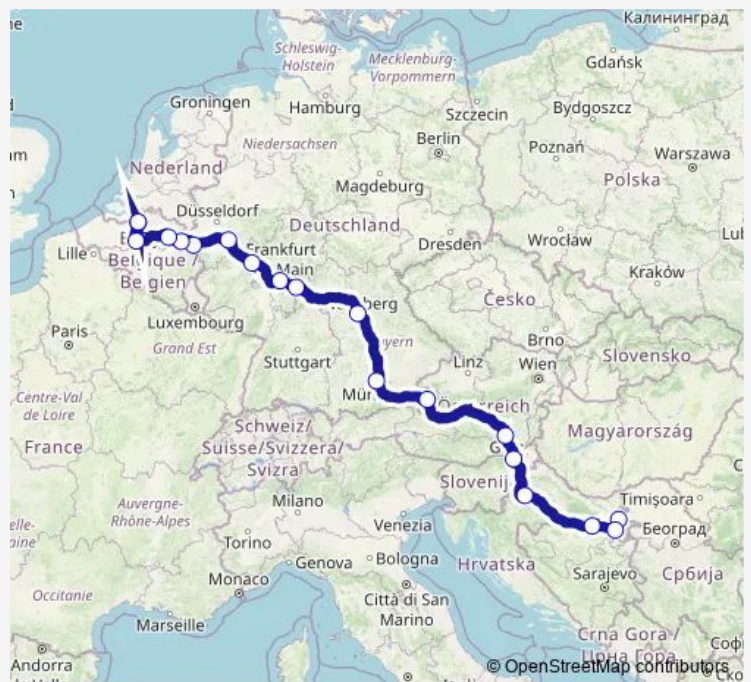 Калининград
Schleswig-
Holstein
Mecklenburg-
Vorpommern
Gdańsk
Groningen
Hamburg
Szczecin
Bydgoszcz
Niedersachsen
Berlin
Poznań
Warszawa
Nederland
Magdeburg
Polska
Düsseldorf
Deutschland
Lille
Dresden
Wrocław
Belgique /
Belgien
Frankfurt
Main
Kraków
Luxembourg
Česko
Paris
Grand Est
Stuttgart
Linz
Brno
Wien
Slovensko
Centre-Val
de Loire
France
Schweiz/
Suisse/Svizzera/
Svizra
Magyarország
Auvergne-
Rhône-Alpes
Milano
Venezia
Timișoara
Torino
Београд
Genova
Bologna
Hrvatska
Occitanie
Monaco
Città di San
Marino
Sarajevo
Србија
Marseille
Crna Gora /
Црна Гора
Andorra
© OpenStreetMap contributors